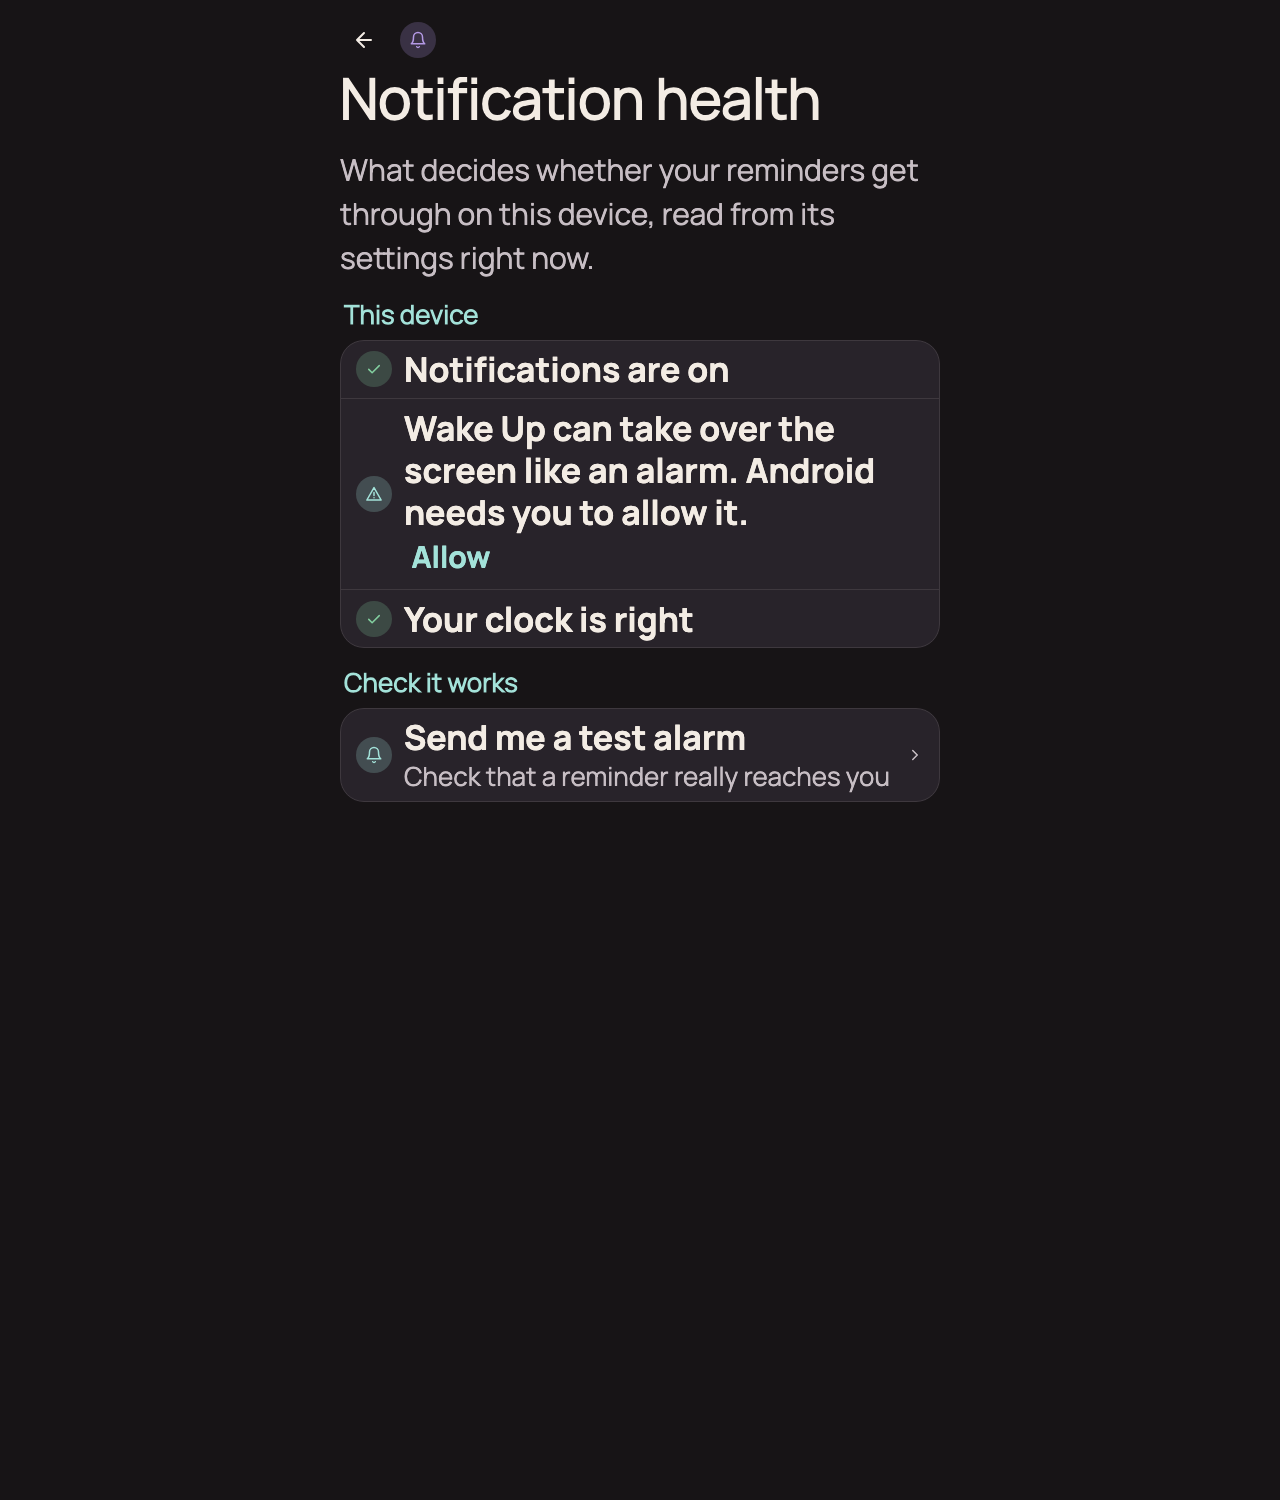 Notification health
What decides whether your reminders get
through on this device, read from its
settings right now.
This device
Notifications are on
Wake Up can take over the
screen like an alarm. Android
needs you to allow it.
Allow
Your clock is right
Check it works
Send me a test alarm
Check that a reminder really reaches you